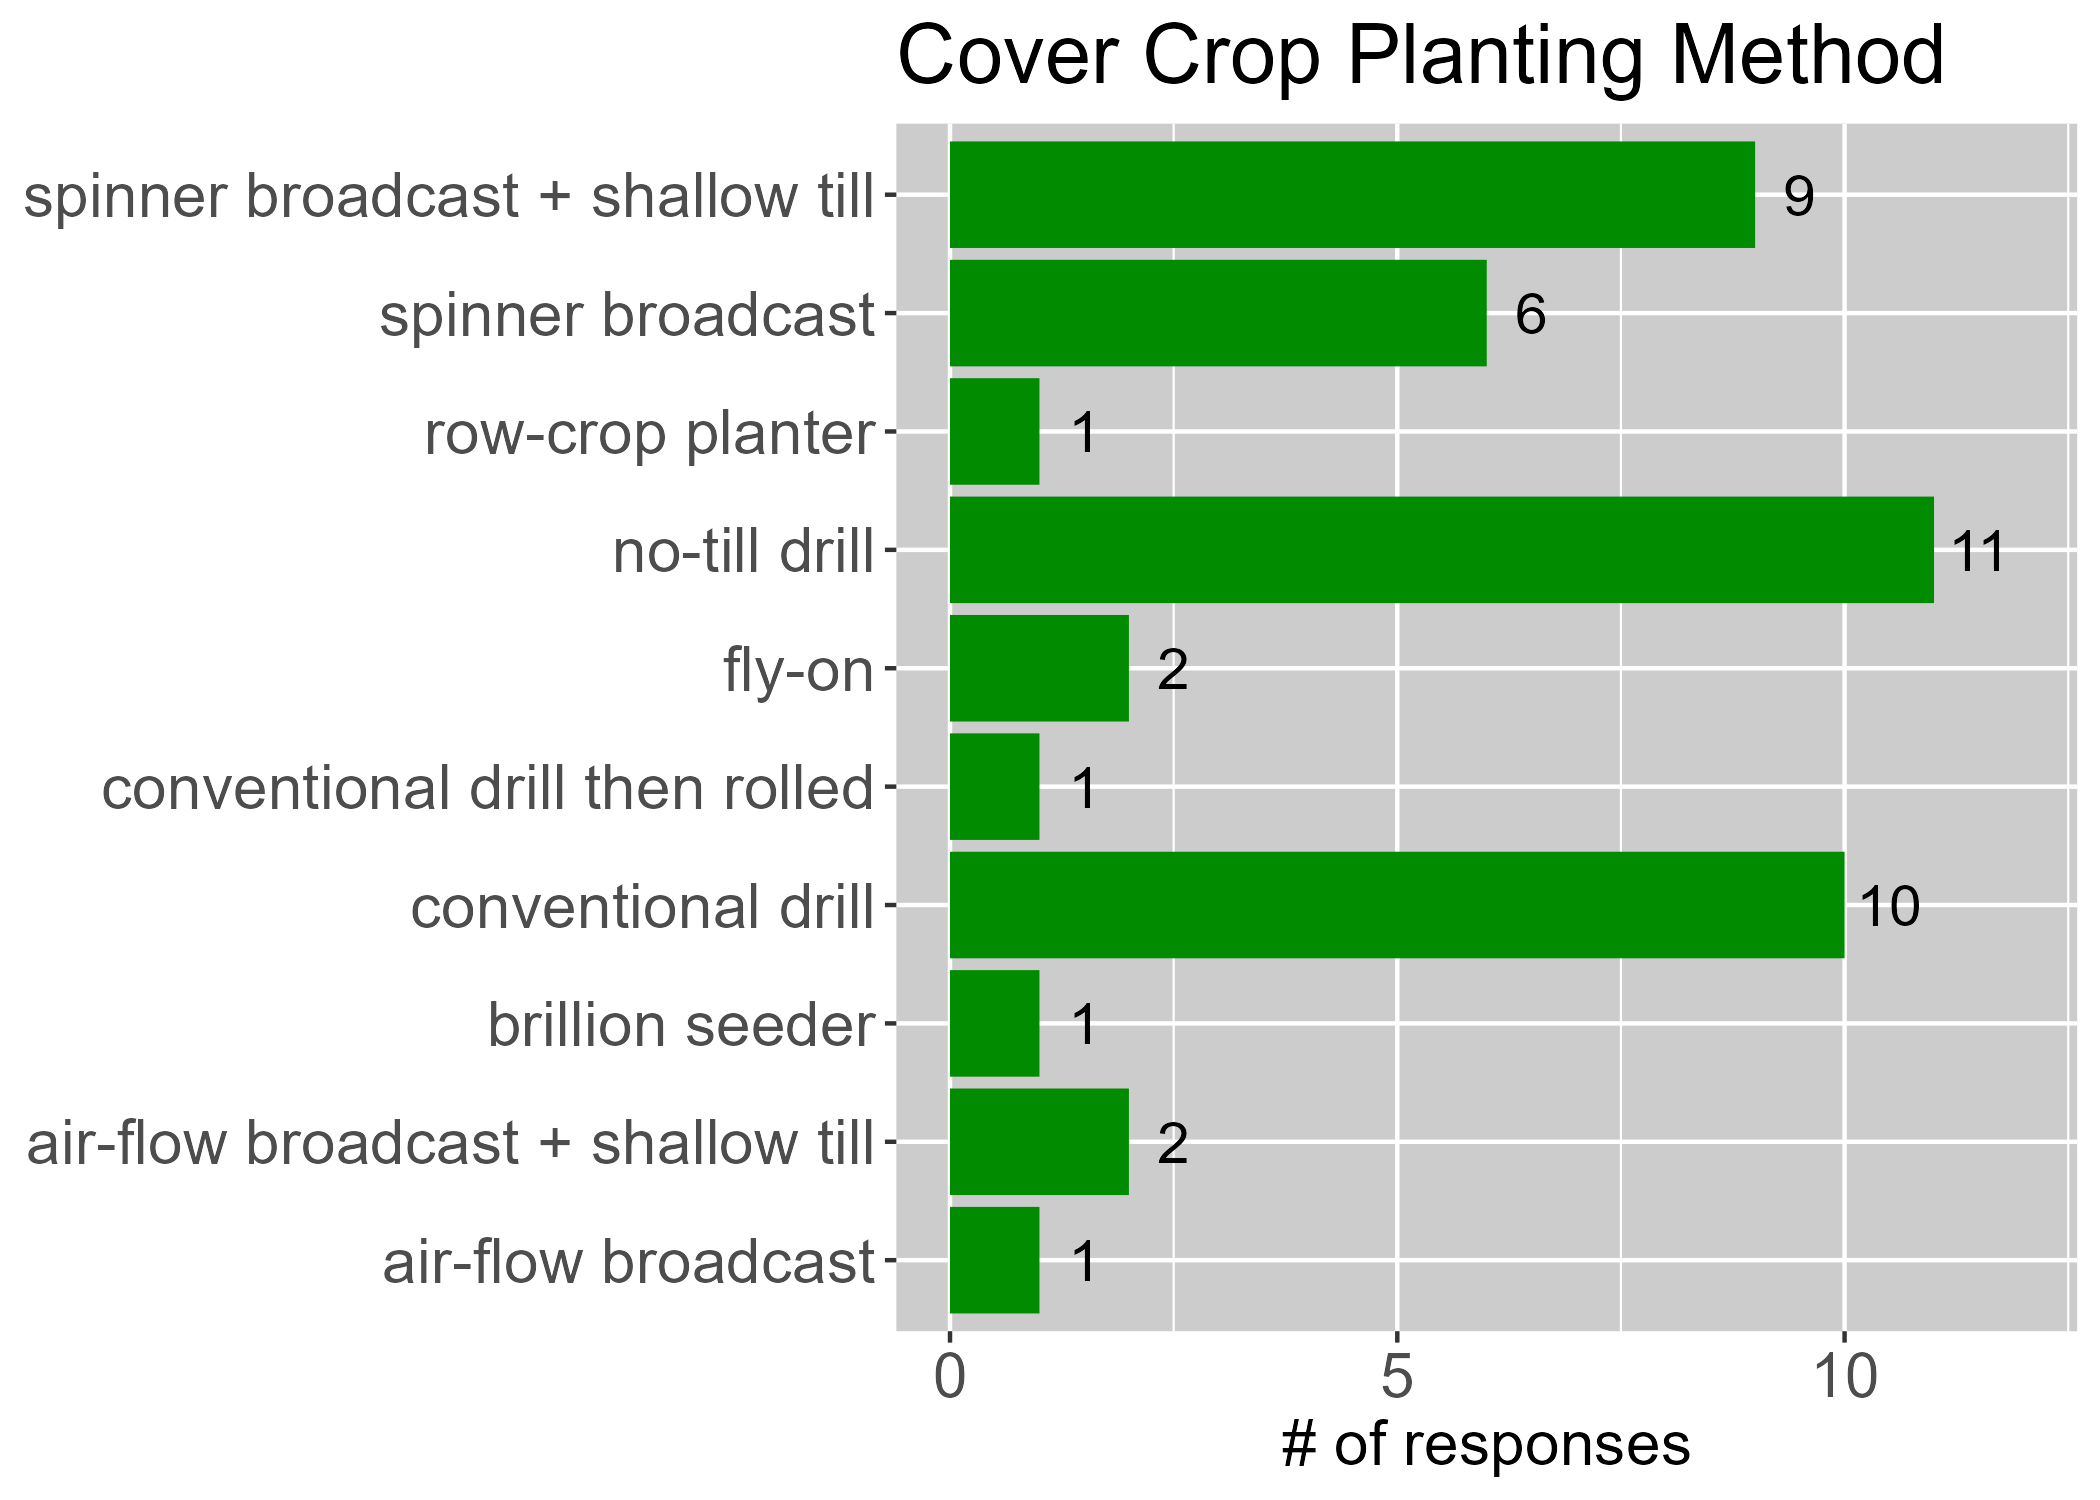 Cover Crop Planting Method
spinner broadcast + shallow till 9
spinner broadcast 6
row-crop planter 1
no-till drill 11
fly-on 2
conventional drill then rolled 1
conventional drill 10
brillion seeder 1
air-flow broadcast + shallow till 2
air-flow broadcast 1
0 5 10
# of responses